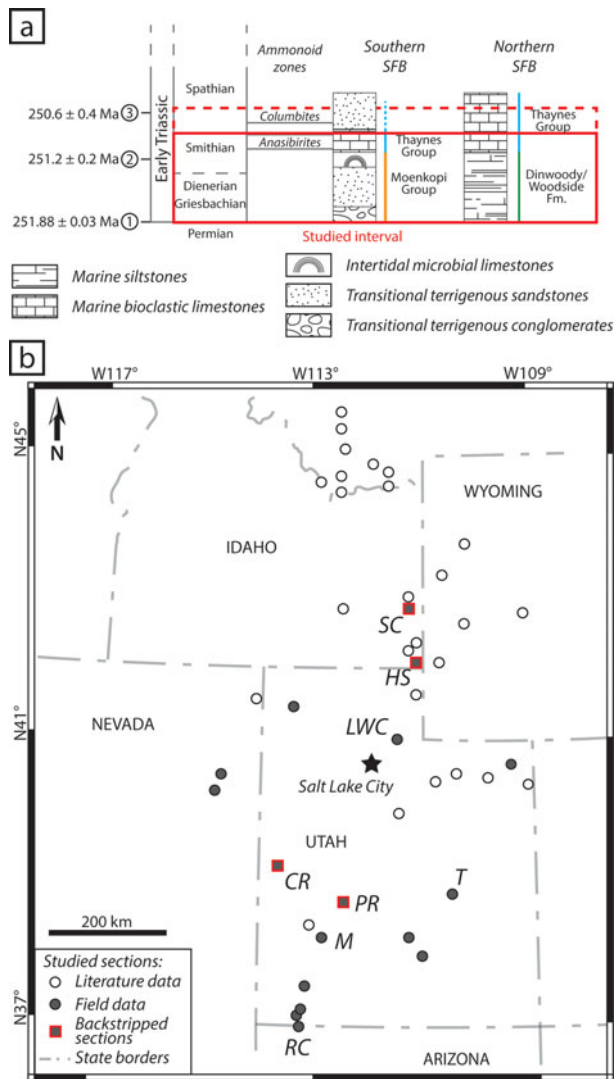 a
Ammonoid zones
Southern SFB
Northern SFB
Early Triassic
Spathian
250.6 ± 0.4 Ma 3
Columbites
Thaynes Group
Smithian
Anasibirites
Thaynes Group
251.2 ± 0.2 Ma 2
Moenkopi Group
Dinwoody/ Woodside Fm.
Dienerian
Griesbachian
251.88 ± 0.03 Ma 1
Permian
Studied interval
Marine siltstones
Marine bioclastic limestones
Intertidal microbial limestones
Transitional terrigenous sandstones
Transitional terrigenous conglomerates
b
W117° W113° W109°
N45°
N
WYOMING
IDAHO
SC
HS
N41°
NEVADA
LWC
Salt Lake City
UTAH
CR
PR
T
M
200 km
Studied sections:
Literature data
Field data
Backstripped sections
State borders
N37°
RC
ARIZONA